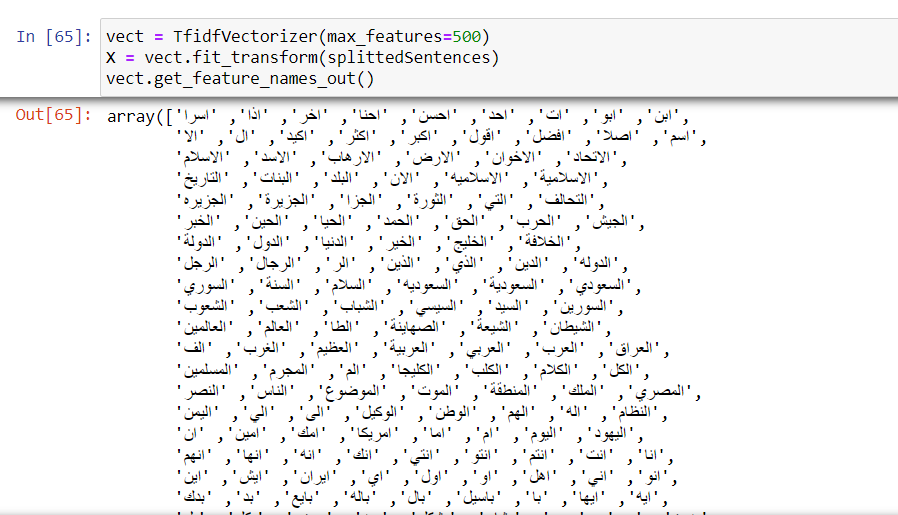 In [65]: vect = TfidfVectorizer(max_features=500)
X = vect.fit_transform(splittedSentences)
vect.get_feature_names_out()
Out[65]: array(['ابن', 'ابو', 'ات', 'احد', 'احسن', 'احنا', 'اخر', 'اذا', 'اسرا',
'اسم', 'اصلا', 'افضل', 'اقول', 'اكبر', 'اكثر', 'اكيد', 'ال', 'الا',
'الاتحاد', 'الاخوان', 'الارض', 'الارهاب', 'الاسد', 'الاسلام',
'الاسلامية', 'الاسلاميه', 'الان', 'البلد', 'البنات', 'التاريخ',
'التحالف', 'التي', 'الثورة', 'الجزا', 'الجزيرة', 'الجزيره',
'الجيش', 'الحرب', 'الحق', 'الحمد', 'الحيا', 'الحين', 'الخبر',
'الخلافة', 'الخليج', 'الخير', 'الدنيا', 'الدول', 'الدولة',
'الدوله', 'الدين', 'الذي', 'الذين', 'الر', 'الرجال', 'الرجل',
'السعودي', 'السعودية', 'السعوديه', 'السلام', 'السنة', 'السوري',
'السورين', 'السيد', 'السيسي', 'الشباب', 'الشعب', 'الشعوب',
'الشيطان', 'الشيعة', 'الصهاينة', 'الطا', 'العالم', 'العالمين',
'العراق', 'العرب', 'العربي', 'العربية', 'العظيم', 'الغرب', 'الف',
'الكل', 'الكلام', 'الكلب', 'الكليجا', 'الم', 'المجرم', 'المسلمين',
'المصري', 'الملك', 'المنطقة', 'الموت', 'الموضوع', 'الناس', 'النصر',
'النظام', 'اله', 'الهم', 'الوطن', 'الوكيل', 'الى', 'الي', 'اليمن',
'اليهود', 'اليوم', 'ام', 'اما', 'امريكا', 'امك', 'امين', 'ان',
'انا', 'انت', 'انتم', 'انتو', 'انتي', 'انك', 'انه', 'انها', 'انهم',
'انو', 'اني', 'اهل', 'او', 'اول', 'اي', 'ايران', 'ايش', 'اين',
'ايه', 'ايها', 'با', 'باسيل', 'بال', 'باله', 'بايع', 'بد', 'بدك',